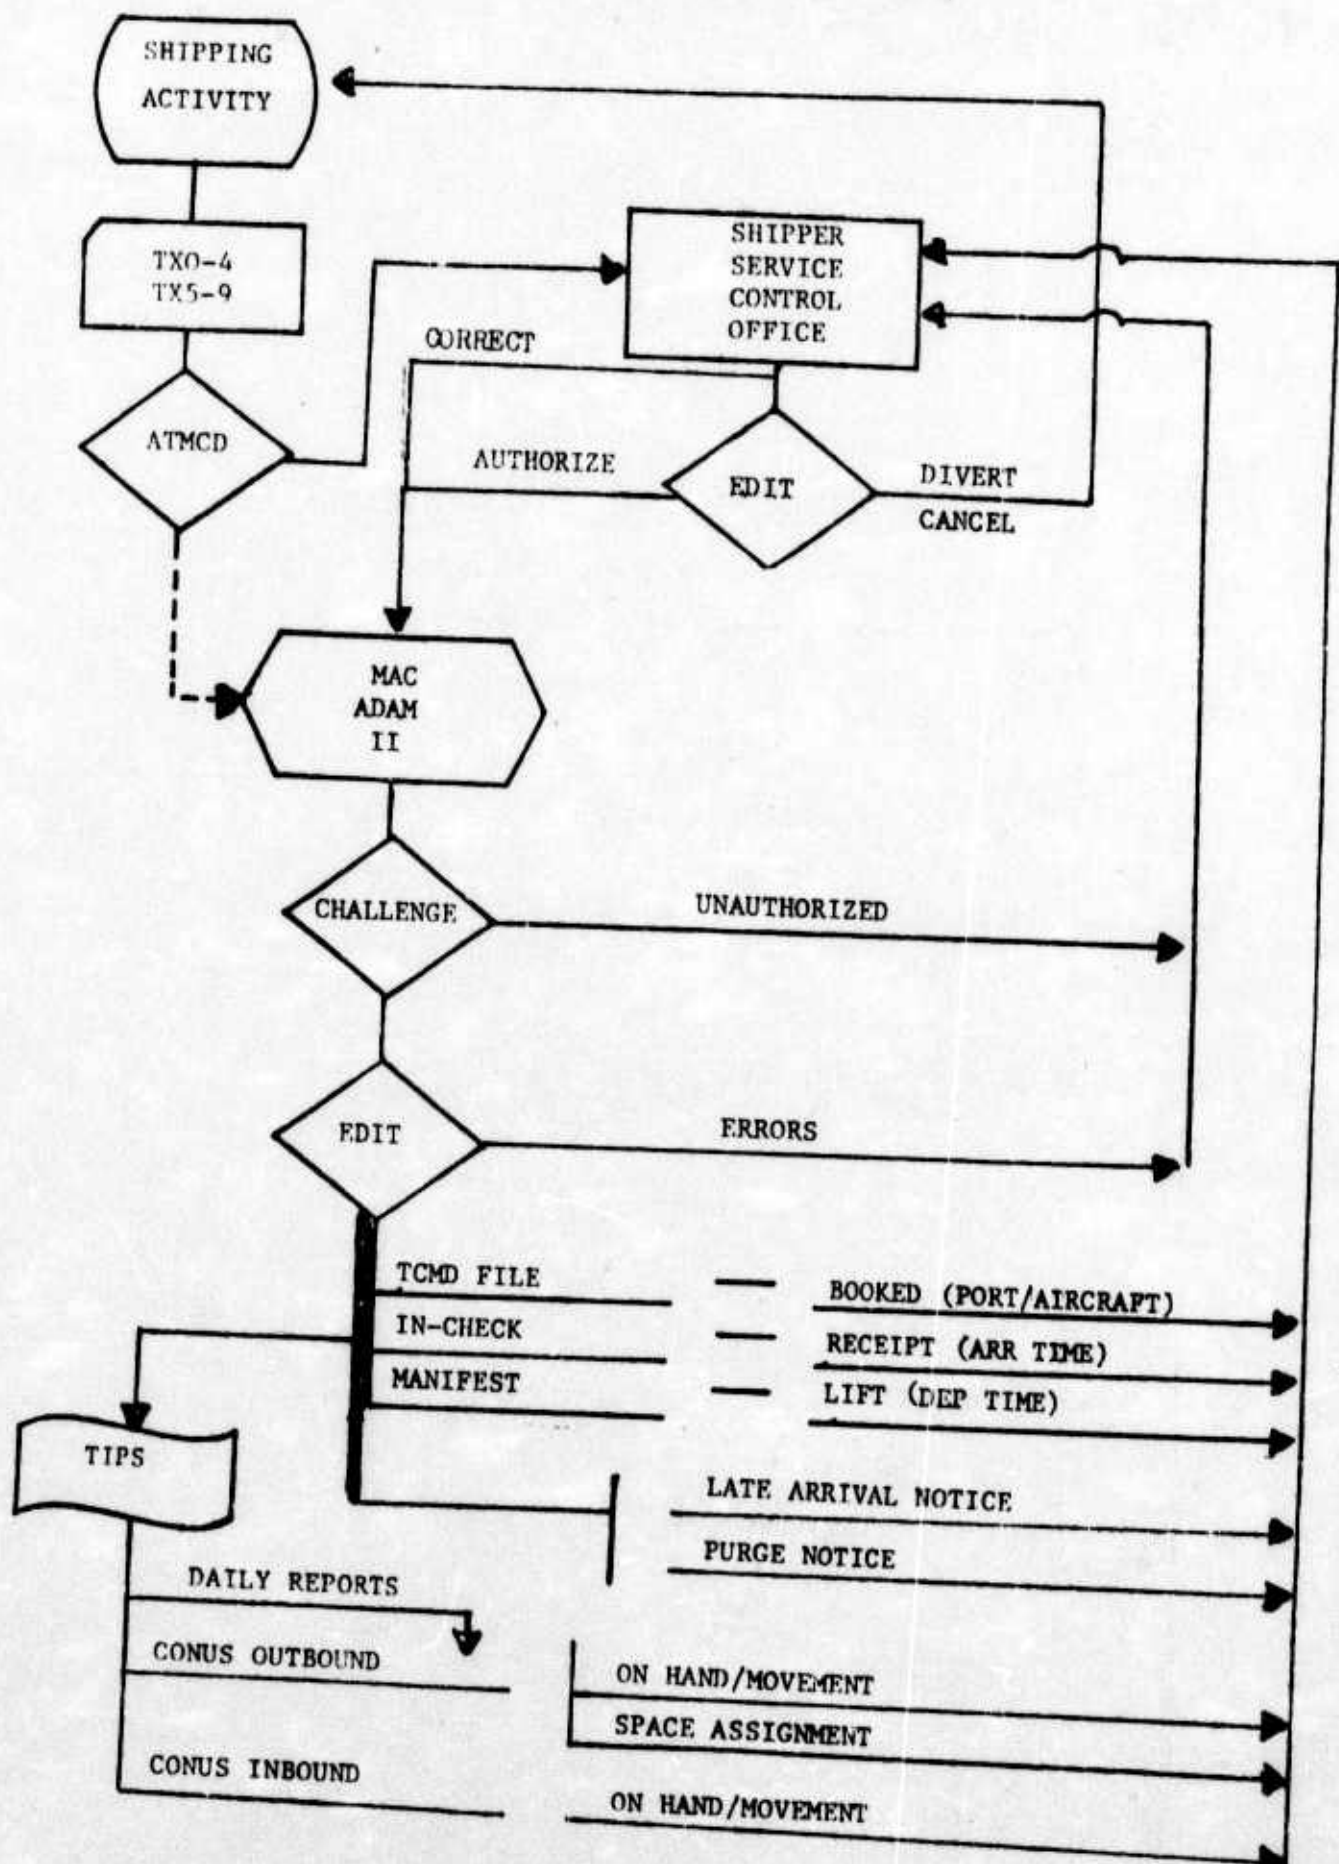 SHIPPING
ACTIVITY
TX0-4
TX5-9
SHIPPER
SERVICE
CONTROL
OFFICE
CORRECT
ATMCD
AUTHORIZE
EDIT
DIVERT
CANCEL
MAC
ADAM
II
CHALLENGE
UNAUTHORIZED
EDIT
ERRORS
TCMD FILE — BOOKED (PORT/AIRCRAFT)
IN-CHECK — RECEIPT (ARR TIME)
MANIFEST — LIFT (DEP TIME)
TIPS
LATE ARRIVAL NOTICE
PURGE NOTICE
DAILY REPORTS
CONUS OUTBOUND
ON HAND/MOVEMENT
SPACE ASSIGNMENT
CONUS INBOUND
ON HAND/MOVEMENT